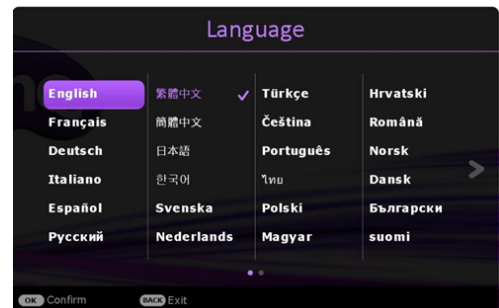 Language
English
Français
Deutsch
Italiano
Español
Русский
繁體中文
簡體中文
日本語
한국어
Svenska
Nederlands
Türkçe
Čeština
Português
ไทย
Polski
Magyar
Hrvatski
Română
Norsk
Dansk
Български
suomi
OK Confirm
BACK Exit